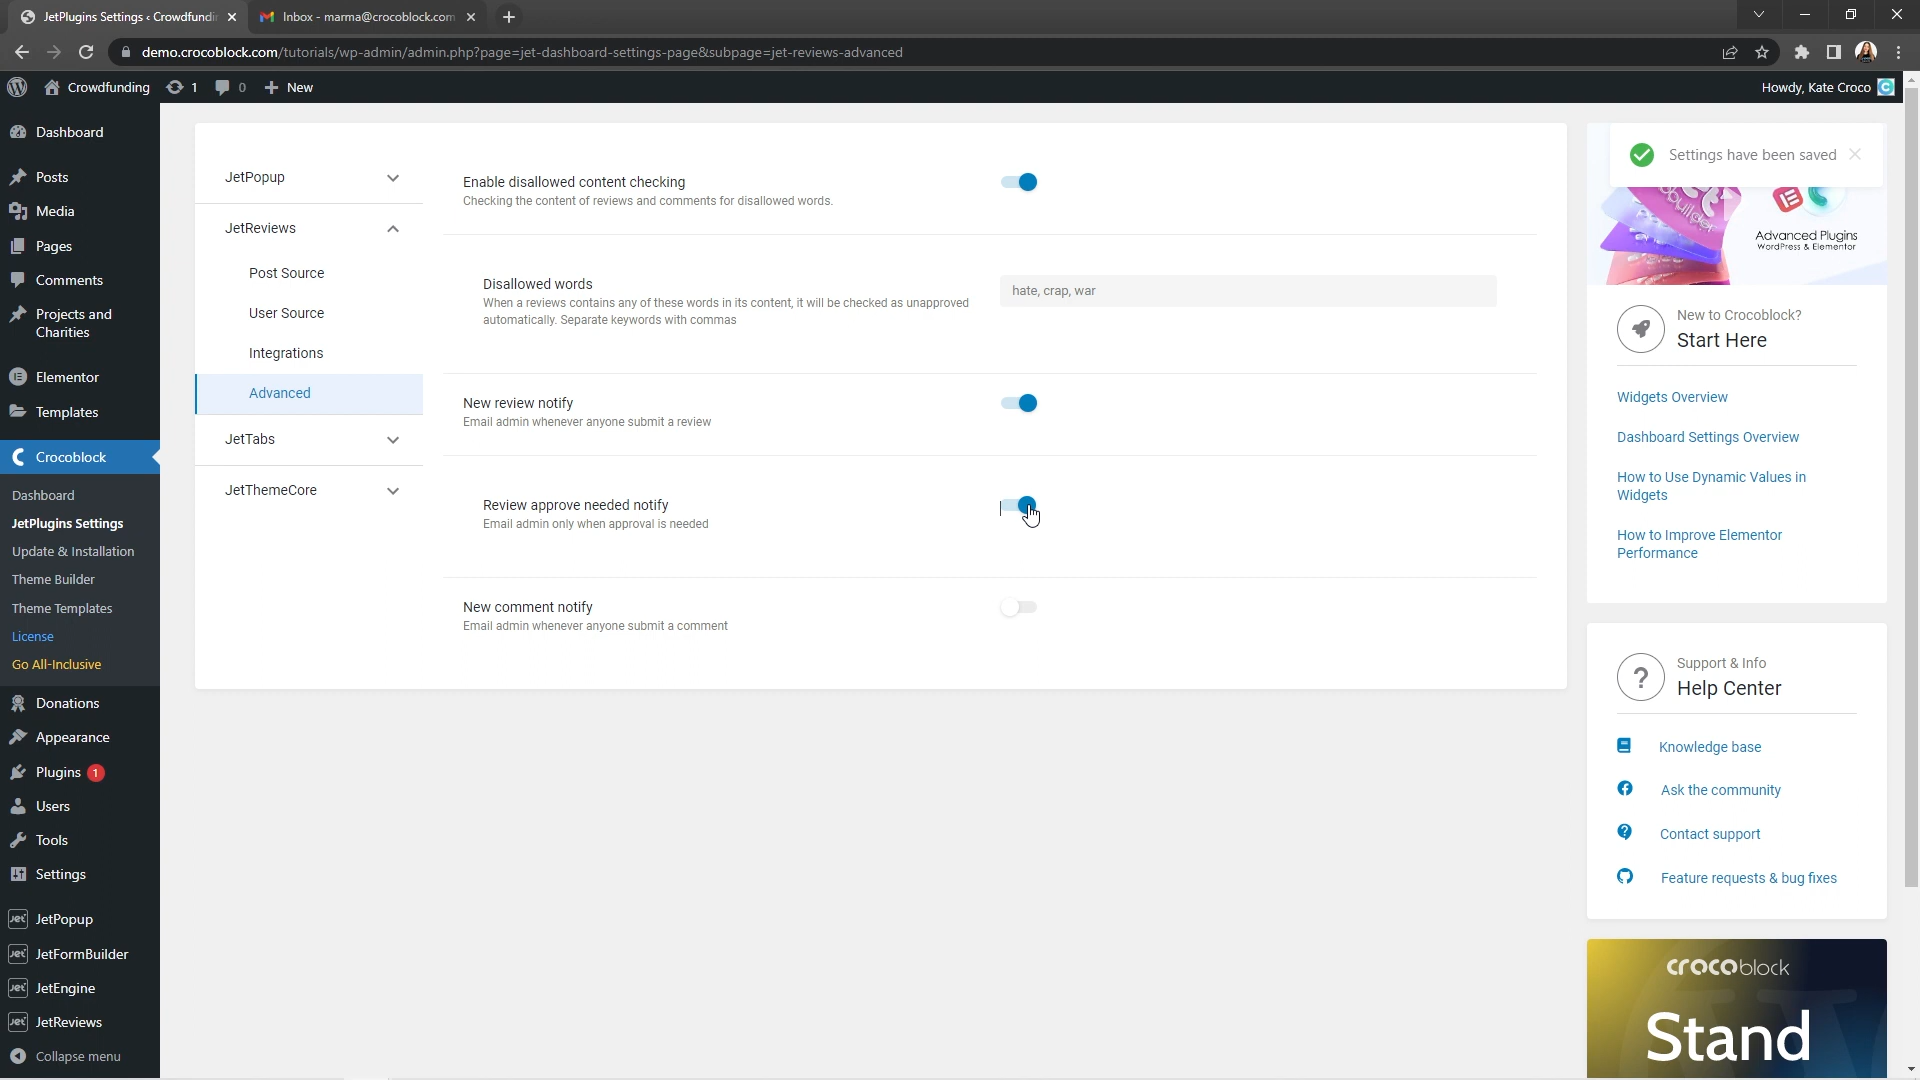 JetPlugins Settings ‹ Crowdfundin
Inbox - marma@crocoblock.com
demo.crocoblock.com/tutorials/wp-admin/admin.php?page=jet-dashboard-settings-page&subpage=jet-reviews-advanced
Crowdfunding
1
0
New
Howdy, Kate Croco
Dashboard
Posts
Media
Pages
Comments
Projects and
Charities
Elementor
Templates
Crocoblock
Dashboard
JetPlugins Settings
Update & Installation
Theme Builder
Theme Templates
License
Go All-Inclusive
Donations
Appearance
Plugins 1
Users
Tools
Settings
JetPopup
JetFormBuilder
JetEngine
JetReviews
Collapse menu
JetPopup
JetReviews
Post Source
User Source
Integrations
Advanced
JetTabs
JetThemeCore
Enable disallowed content checking
Checking the content of reviews and comments for disallowed words.
Disallowed words
When a reviews contains any of these words in its content, it will be checked as unapproved
automatically. Separate keywords with commas
hate, crap, war
New review notify
Email admin whenever anyone submit a review
Review approve needed notify
Email admin only when approval is needed
New comment notify
Email admin whenever anyone submit a comment
Settings have been saved
Advanced Plugins
WordPress & Elementor
New to Crocoblock?
Start Here
Widgets Overview
Dashboard Settings Overview
How to Use Dynamic Values in
Widgets
How to Improve Elementor
Performance
Support & Info
Help Center
Knowledge base
Ask the community
Contact support
Feature requests & bug fixes
crocoblock
Stand